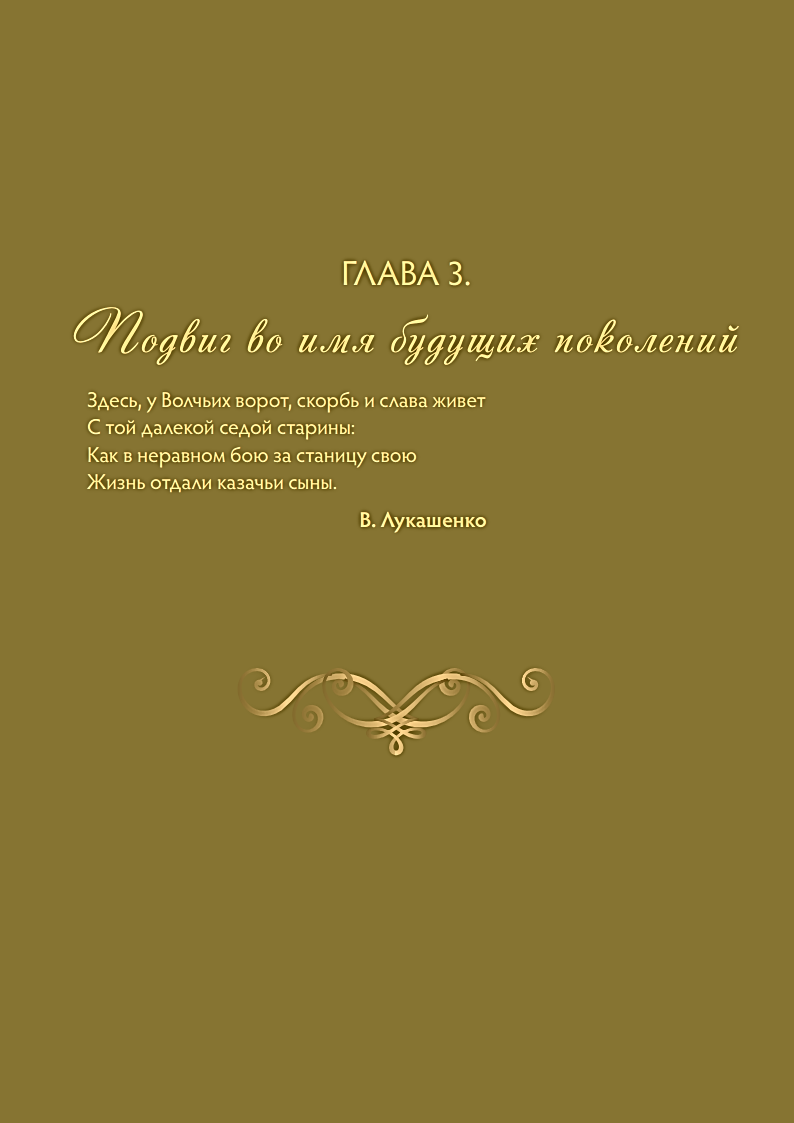 ГЛАВА 3.
Подвиг во имя будущих поколений
Здесь, у Волчьих ворот, скорбь и слава живет
С той далекой седой старины:
Как в неравном бою за станицу свою
Жизнь отдали казачьи сыны.
В. Лукашенко